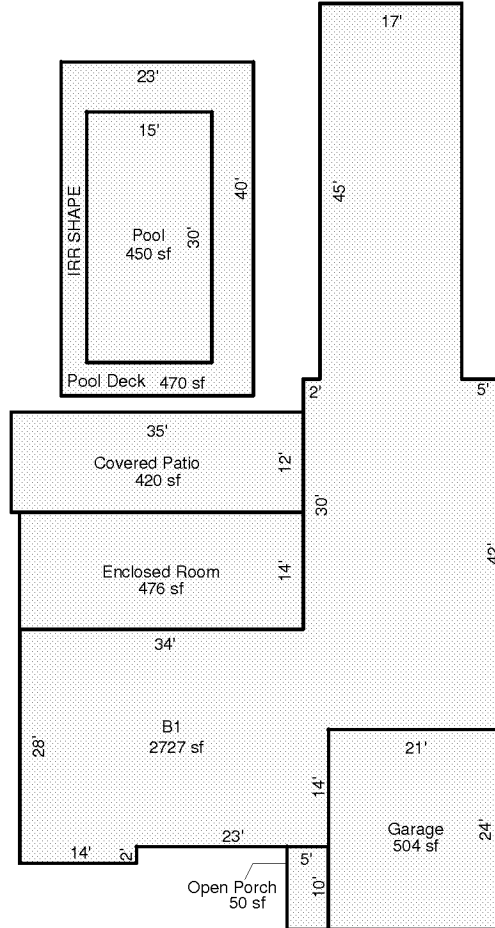 17'
23'
15'
IRR SHAPE
Pool
450 sf
30'
40'
45'
Pool Deck 470 sf
2'
5'
35'
Covered Patio
420 sf
12'
30'
Enclosed Room
476 sf
14'
34'
B1
2727 sf
28'
21'
14'
Garage
504 sf
24'
23'
14'
2'
5'
Open Porch
50 sf
10'